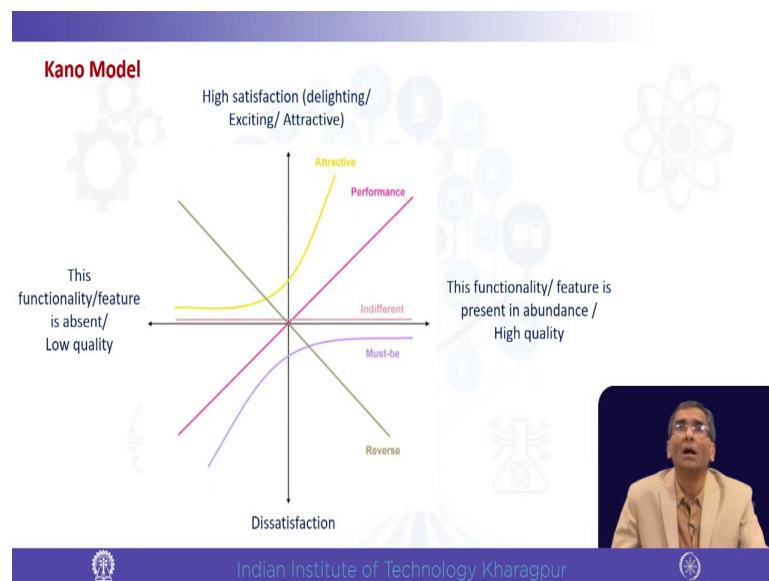 Kano Model
High satisfaction (delighting/
Exciting/ Attractive)
Attractive
Performance
This
functionality/feature
is absent/
Low quality
This functionality/ feature is
present in abundance /
High quality
Indifferent
Must-be
Reverse
Dissatisfaction
Indian Institute of Technology Kharagpur